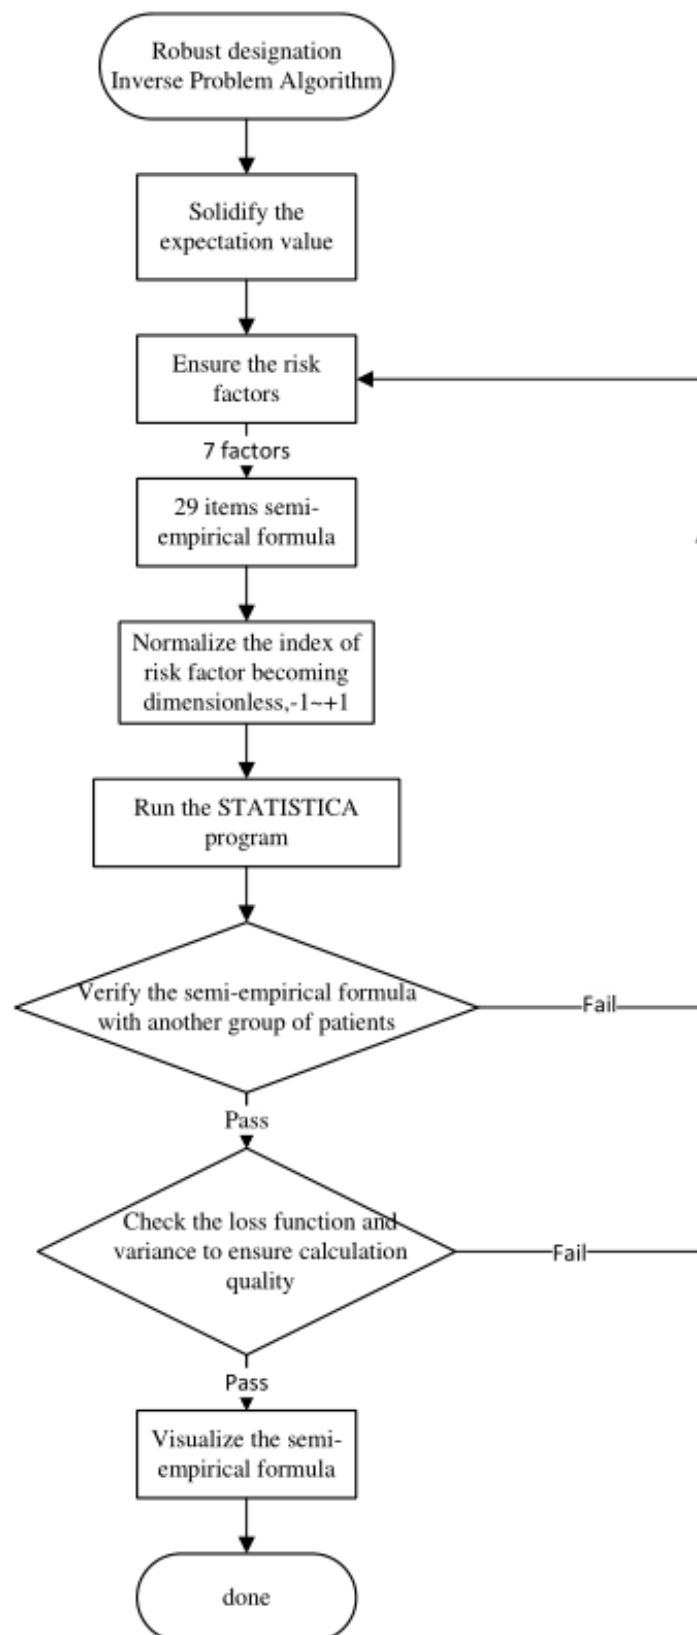 Robust designation
Inverse Problem Algorithm
Solidify the
expectation value
Ensure the risk
factors
7 factors
29 items semi-
empirical formula
Normalize the index of
risk factor becoming
dimensionless,-1~+1
Run the STATISTICA
program
Verify the semi-empirical formula
with another group of patients
Fail
Pass
Check the loss function and
variance to ensure calculation
quality
Fail
Pass
Visualize the semi-
empirical formula
done